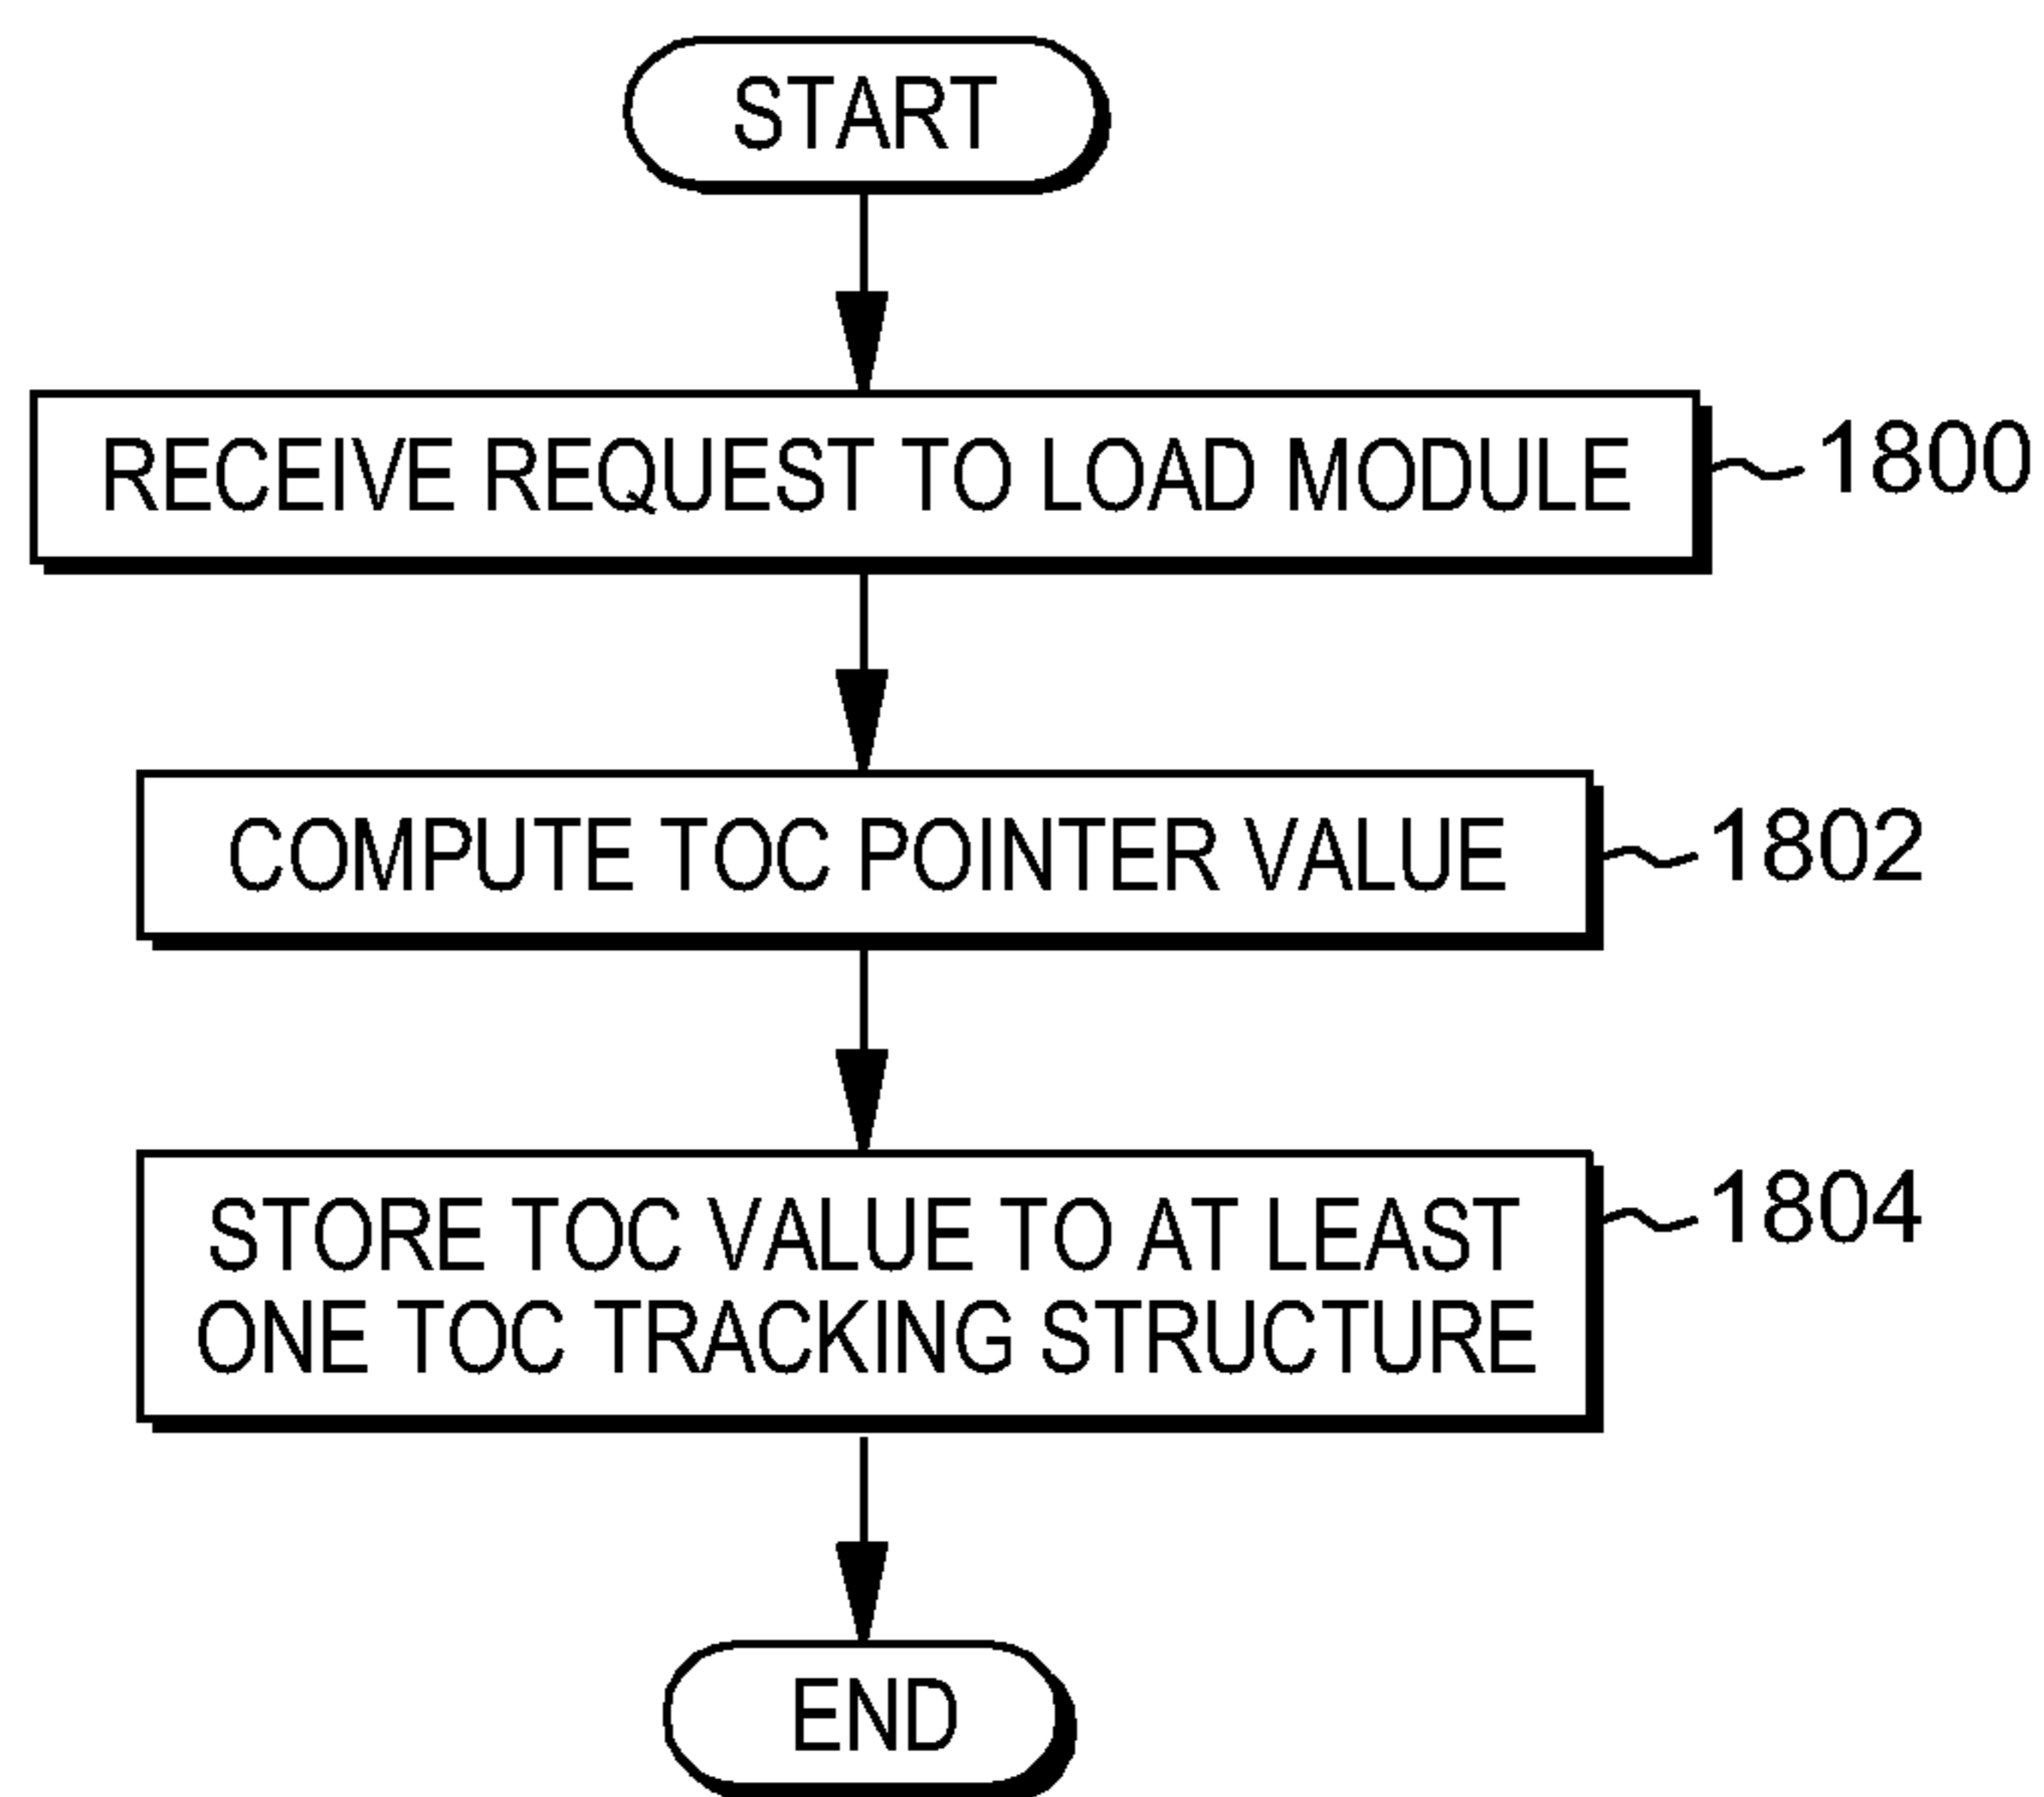 START
RECEIVE REQUEST TO LOAD MODULE
1800
COMPUTE TOC POINTER VALUE
1802
STORE TOC VALUE TO AT LEAST
ONE TOC TRACKING STRUCTURE
1804
END